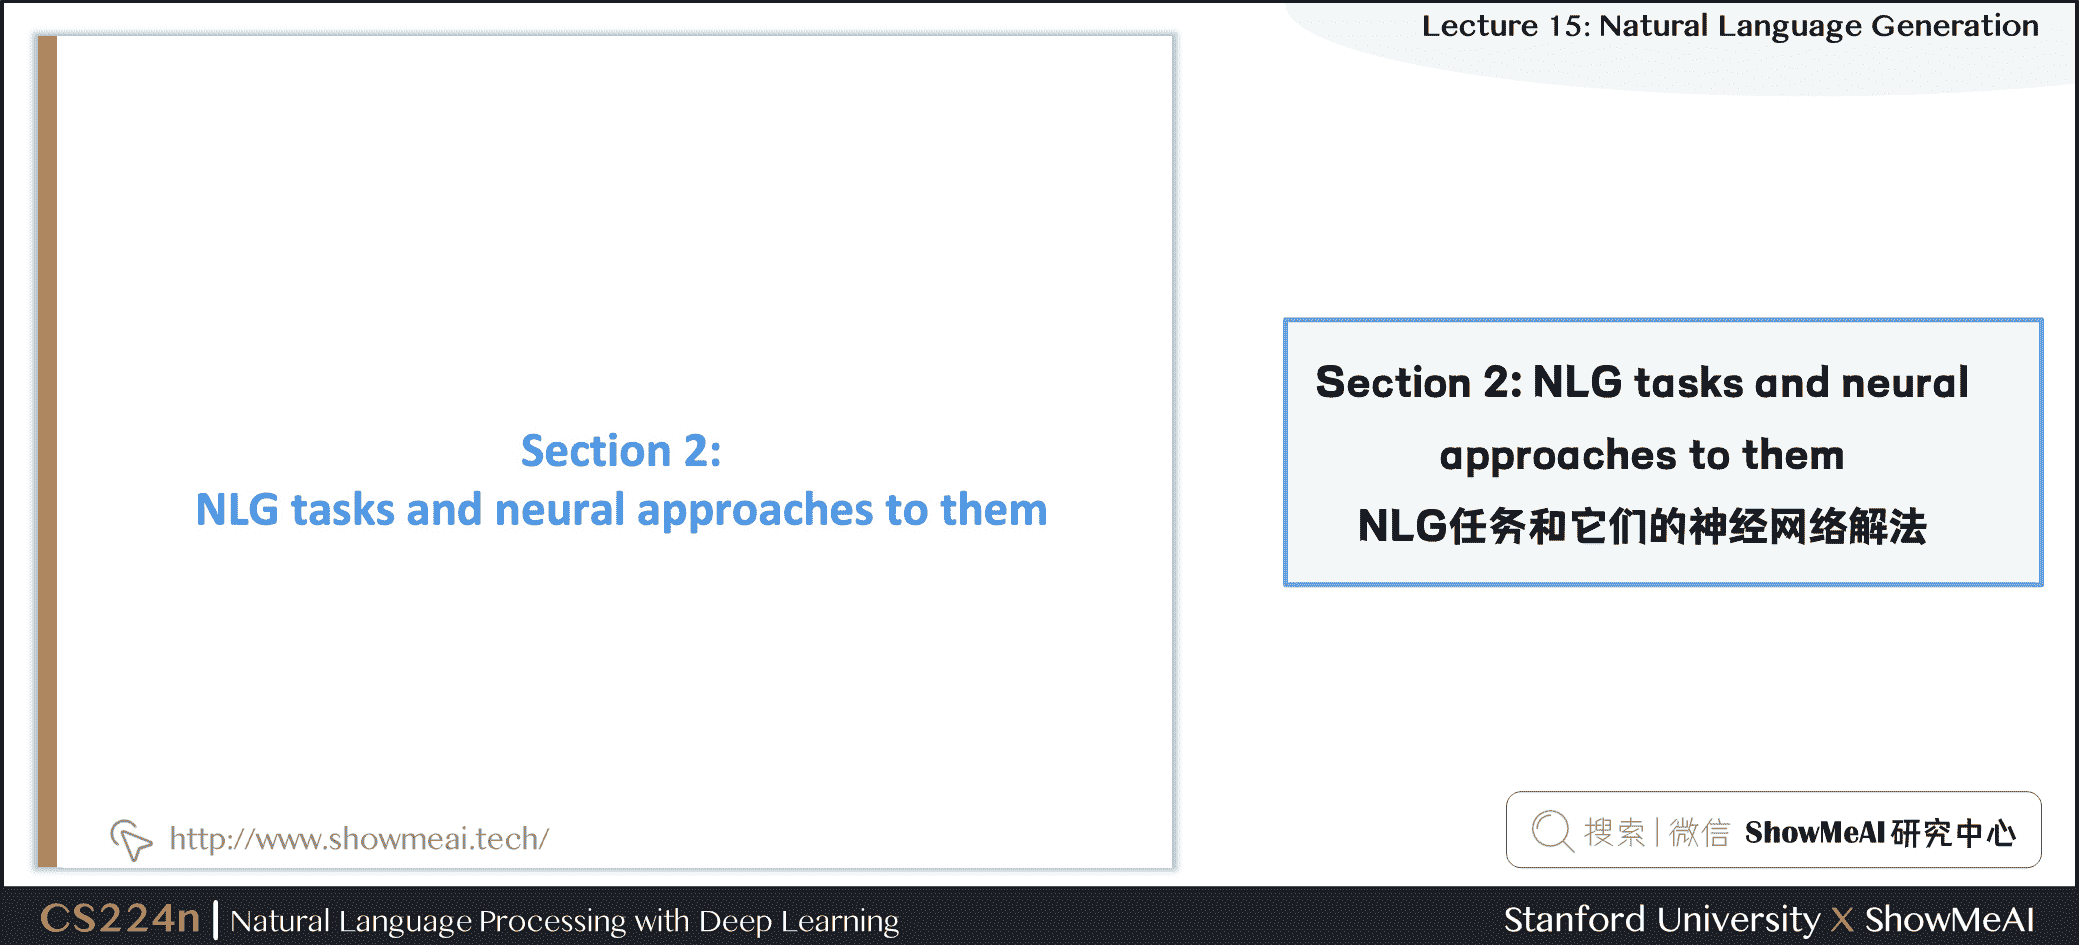 Lecture 15: Natural Language Generation
Section 2:
NLG tasks and neural approaches to them
http://www.showmeai.tech/
Section 2: NLG tasks and neural
approaches to them
NLG任务和它们的神经网络解法
搜索|微信 ShowMeAI研究中心
CS224n | Natural Language Processing with Deep Learning
Stanford University X ShowMeAI